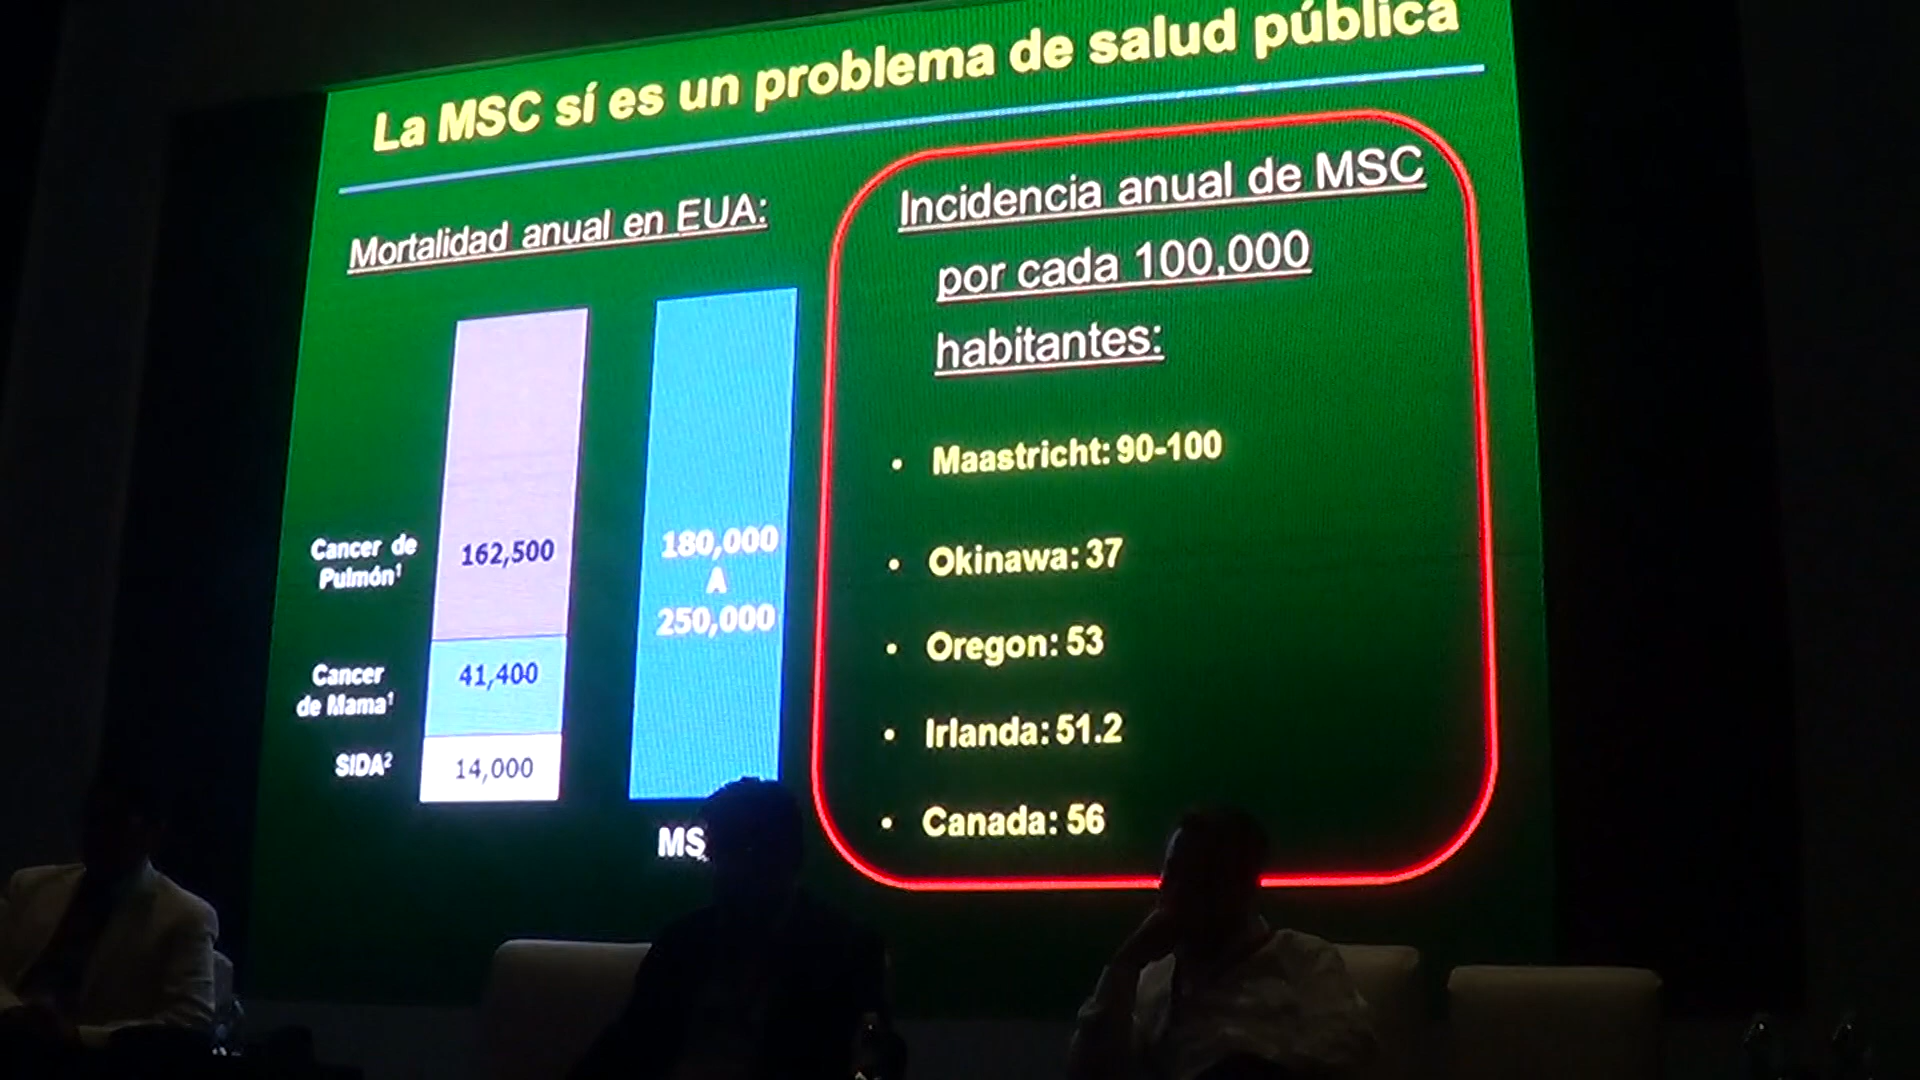 La MSC sí es un problema de salud pública
Mortalidad anual en EUA:
Cancer de
Pulmón¹
162,500
Cancer
de Mama¹
41,400
SIDA²
14,000
180,000
A
250,000
MS
Incidencia anual de MSC
por cada 100,000
habitantes:
• Maastricht: 90-100
• Okinawa: 37
• Oregon: 53
• Irlanda: 51.2
• Canada: 56